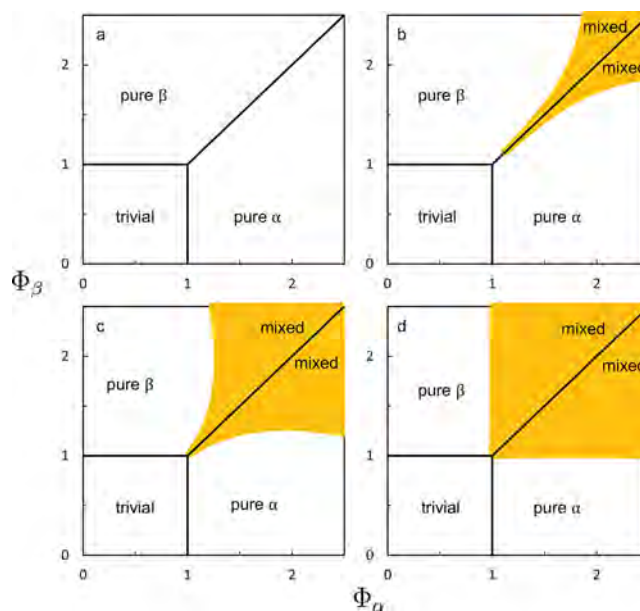 a
2
pure β
1
trivial
pure α
0
0
1
2
b
mixed
mixed
2
pure β
1
trivial
pure α
0
0
1
2
Φβ
c
mixed
mixed
2
pure β
1
trivial
pure α
0
0
1
2
d
mixed
mixed
2
pure β
1
trivial
pure α
0
0
1
2
Φα